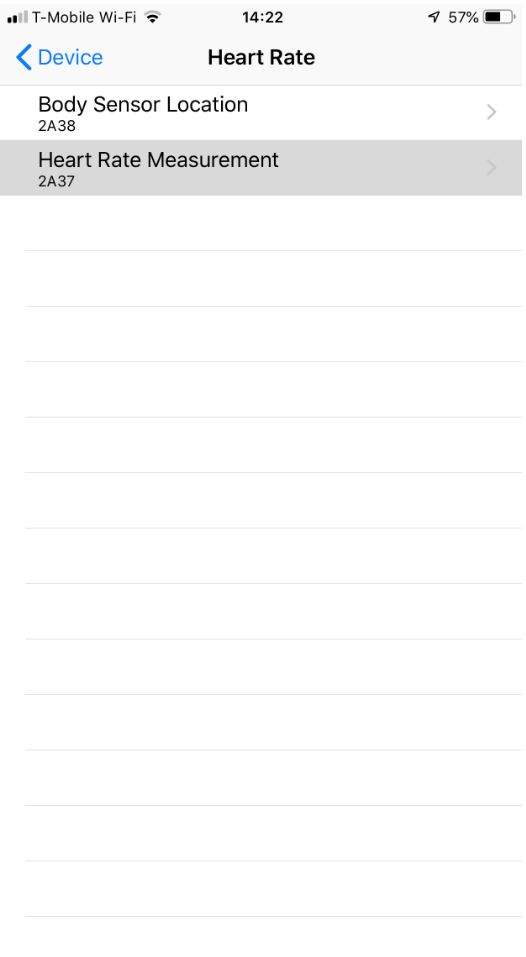 T-Mobile Wi-Fi 14:22 57%
Device Heart Rate
Body Sensor Location
2A38
Heart Rate Measurement
2A37